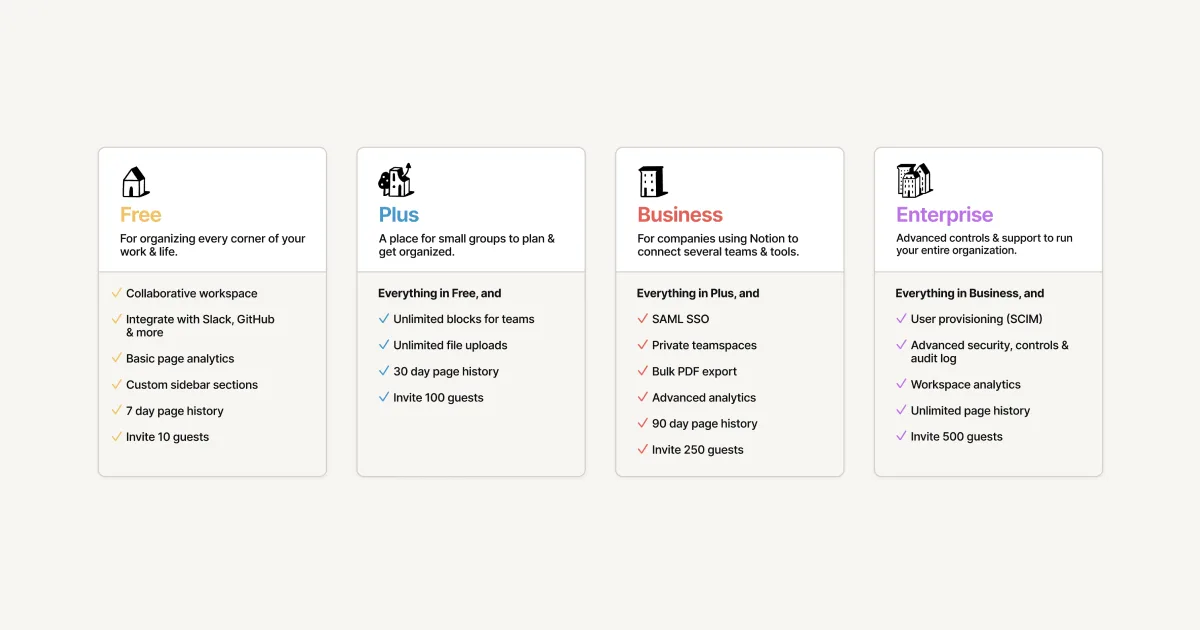 Free
For organizing every corner of your
work & life.
Collaborative workspace
Integrate with Slack, GitHub
& more
Basic page analytics
Custom sidebar sections
7 day page history
Invite 10 guests
Plus
A place for small groups to plan &
get organized.
Everything in Free, and
Unlimited blocks for teams
Unlimited file uploads
30 day page history
Invite 100 guests
Business
For companies using Notion to
connect several teams & tools.
Everything in Plus, and
SAML SSO
Private teamspaces
Bulk PDF export
Advanced analytics
90 day page history
Invite 250 guests
Enterprise
Advanced controls & support to run
your entire organization.
Everything in Business, and
User provisioning (SCIM)
Advanced security, controls &
audit log
Workspace analytics
Unlimited page history
Invite 500 guests